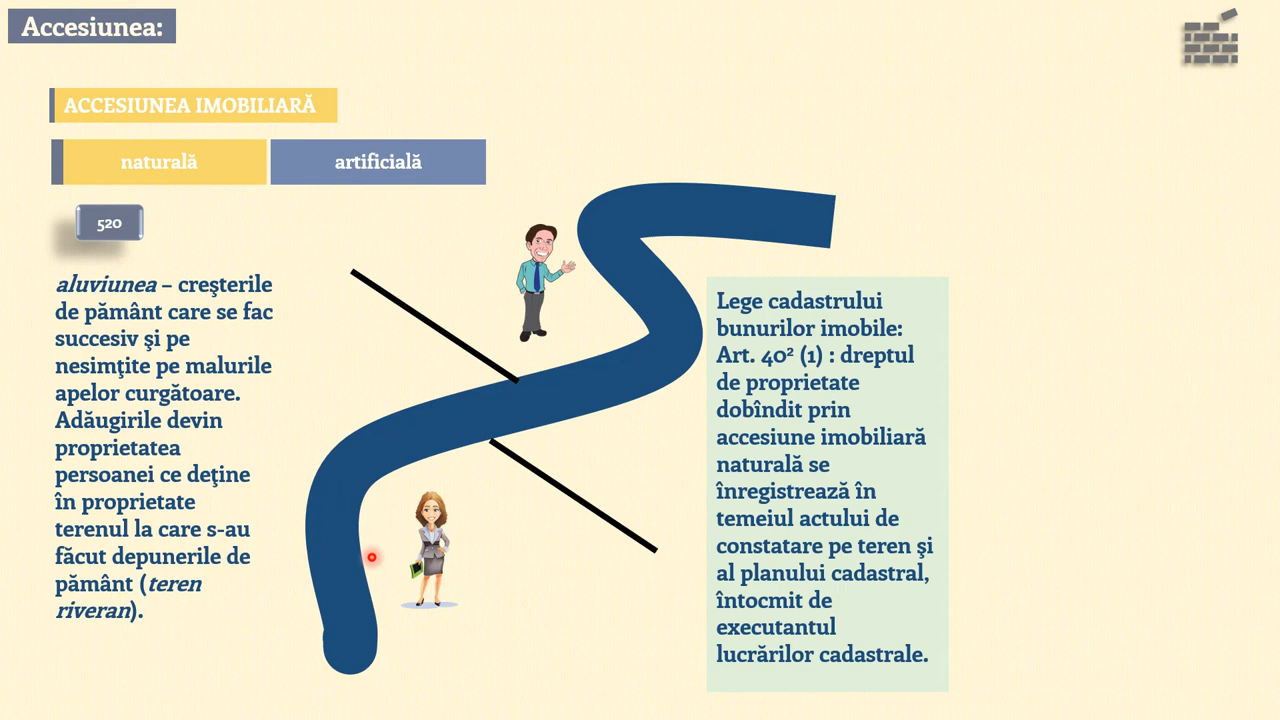 Accesiunea:
ACCESIUNEA IMOBILIARĂ
naturală
artificială
520
aluviunea – creşterile
de pământ care se fac
succesiv şi pe
nesimţite pe malurile
apelor curgătoare.
Adăugirile devin
proprietatea
persoanei ce deţine
în proprietate
terenul la care s-au
făcut depunerile de
pământ (teren
riveran).
Lege cadastrului
bunurilor imobile:
Art. 40² (1) : dreptul
de proprietate
dobîndit prin
accesiune imobiliară
naturală se
înregistrează în
temeiul actului de
constatare pe teren şi
al planului cadastral,
întocmit de
executantul
lucrărilor cadastrale.